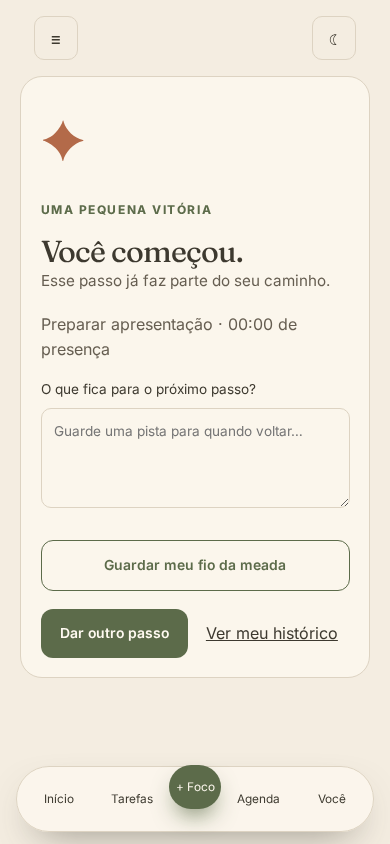 UMA PEQUENA VITÓRIA
Você começou.
Esse passo já faz parte do seu caminho.
Preparar apresentação · 00:00 de
presença
O que fica para o próximo passo?
Guarde uma pista para quando voltar...
Guardar meu fio da meada
Dar outro passo
Ver meu histórico
Início
Tarefas
+ Foco
Agenda
Você